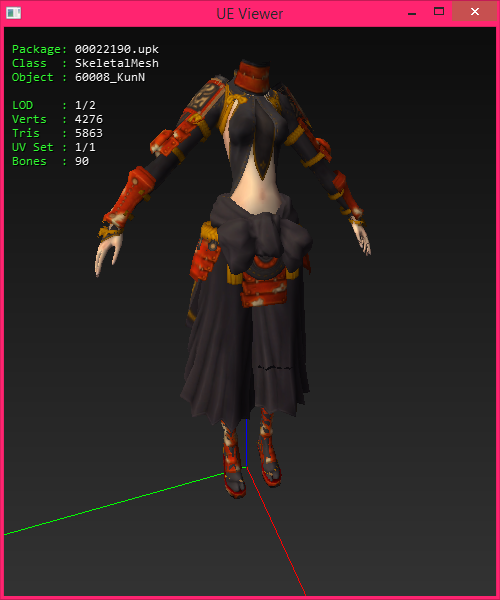 UE Viewer
Package: 00022190.upk
Class  : SkeletalMesh
Object : 60008_KunN
LOD    : 1/2
Verts  : 4276
Tris   : 5863
UV Set : 1/1
Bones  : 90